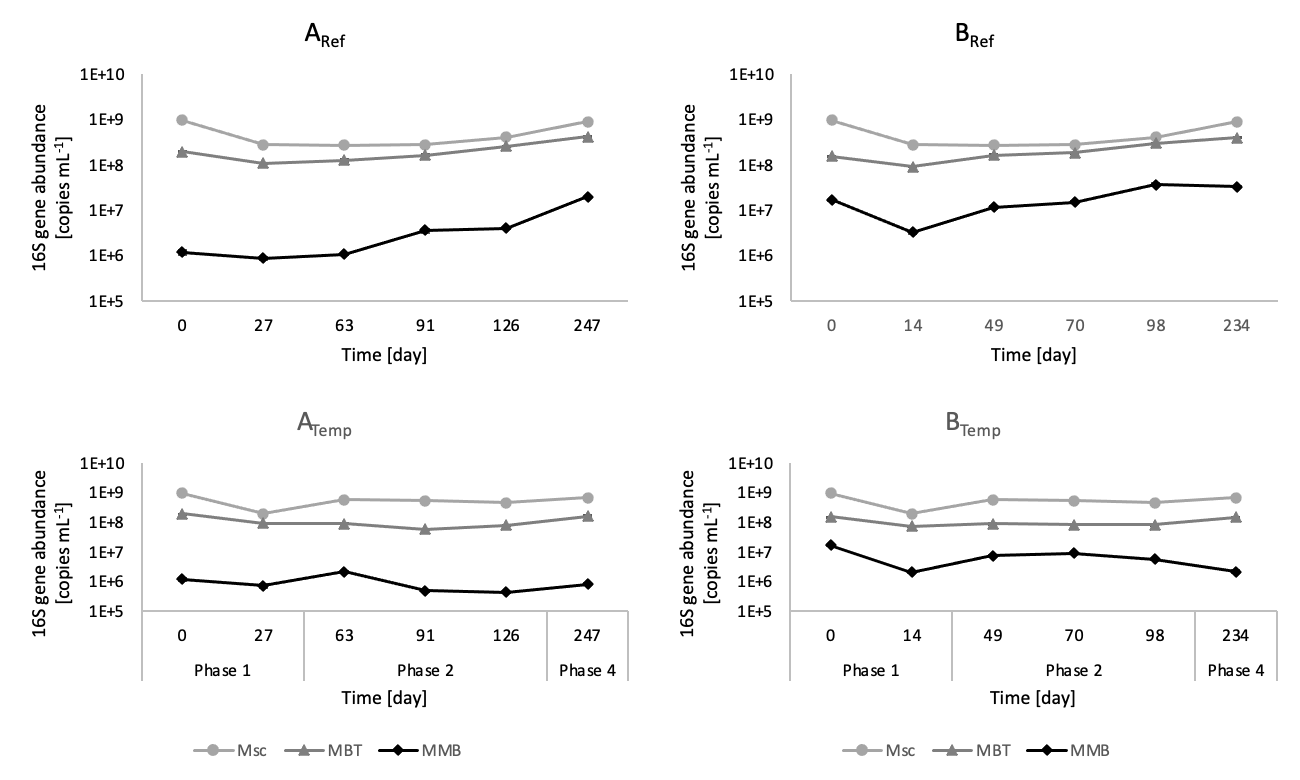 A_Ref
1E+10
1E+9
1E+8
1E+7
1E+6
1E+5
16S gene abundance
[copies mL⁻¹]
0 27 63 91 126 247
Time [day]
B_Ref
1E+10
1E+9
1E+8
1E+7
1E+6
1E+5
16S gene abundance
[copies mL⁻¹]
0 14 49 70 98 234
Time [day]
A_Temp
1E+10
1E+9
1E+8
1E+7
1E+6
1E+5
16S gene abundance
[copies mL⁻¹]
0 27 63 91 126 247
Phase 1 Phase 2 Phase 4
Time [day]
Msc MBT MMB
B_Temp
1E+10
1E+9
1E+8
1E+7
1E+6
1E+5
16S gene abundance
[copies mL⁻¹]
0 14 49 70 98 234
Phase 1 Phase 2 Phase 4
Time [day]
Msc MBT MMB